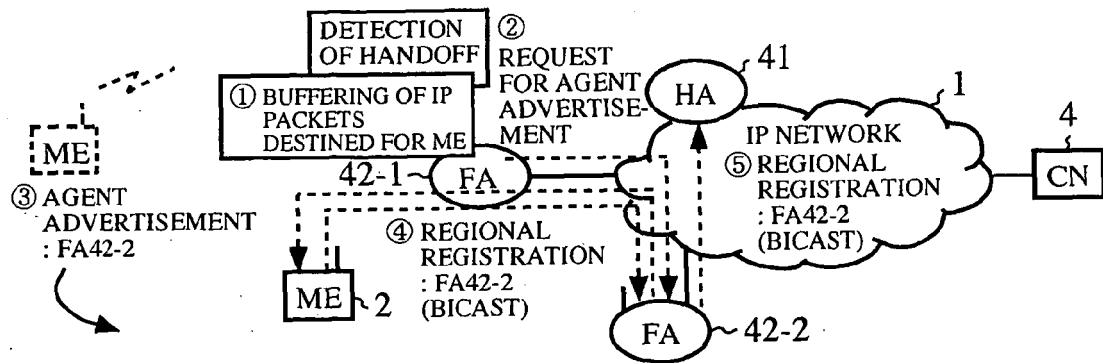 DETECTION
OF HANDOFF
② REQUEST
FOR AGENT
ADVERTISE-
MENT
① BUFFERING OF IP
PACKETS
DESTINED FOR ME
ME
③ AGENT
ADVERTISEMENT
: FA42-2
42-1
FA
41
HA
1
IP NETWORK
⑤ REGIONAL
REGISTRATION
: FA42-2
(BICAST)
4
CN
④ REGIONAL
REGISTRATION
: FA42-2
(BICAST)
ME
2
FA
42-2